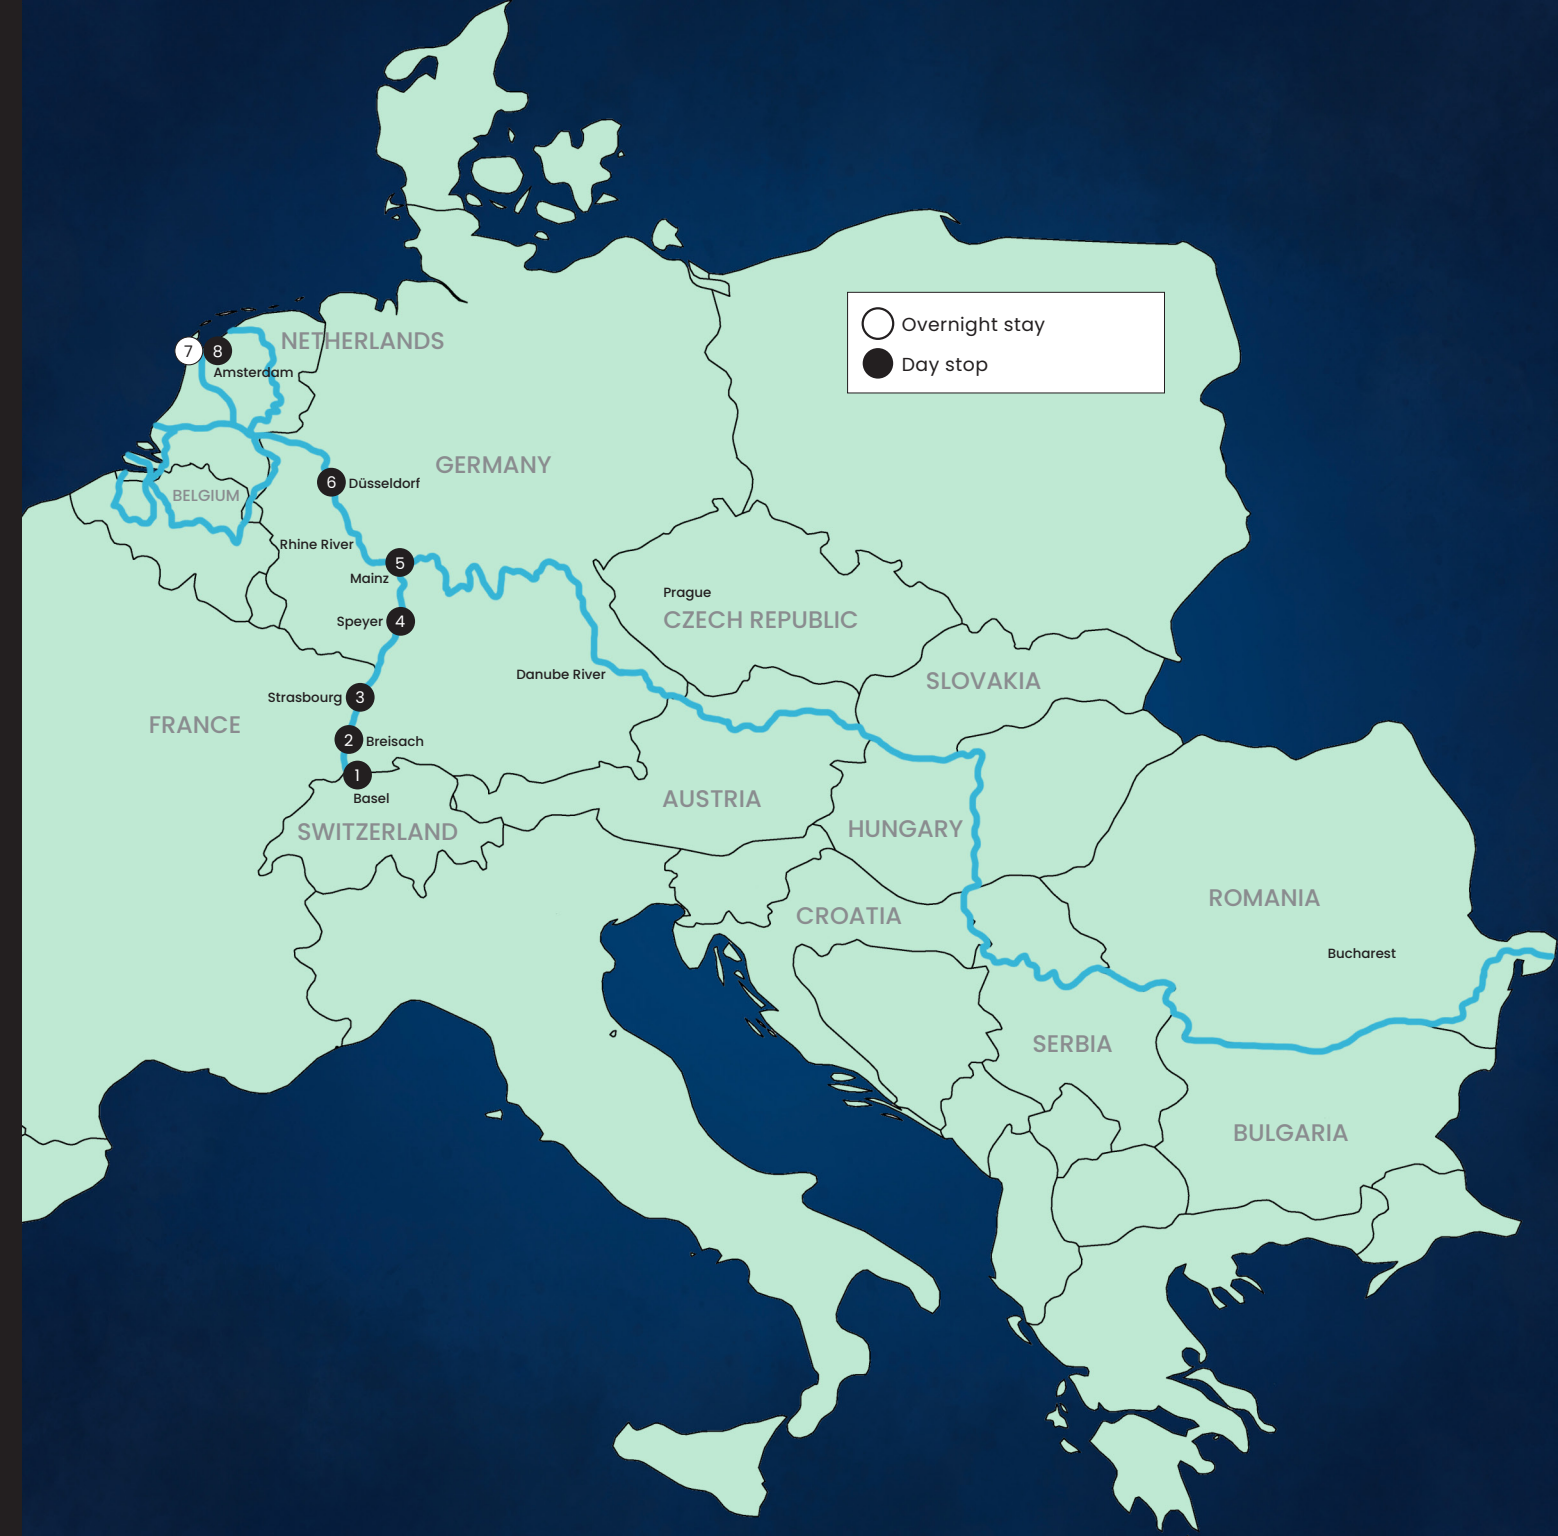 Overnight stay
Day stop
NETHERLANDS
7
8
Amsterdam
GERMANY
6
Düsseldorf
BELGIUM
Rhine River
5
Mainz
Prague
CZECH REPUBLIC
Speyer
4
Danube River
SLOVAKIA
Strasbourg
3
FRANCE
2
Breisach
1
Basel
AUSTRIA
SWITZERLAND
HUNGARY
ROMANIA
CROATIA
Bucharest
SERBIA
BULGARIA